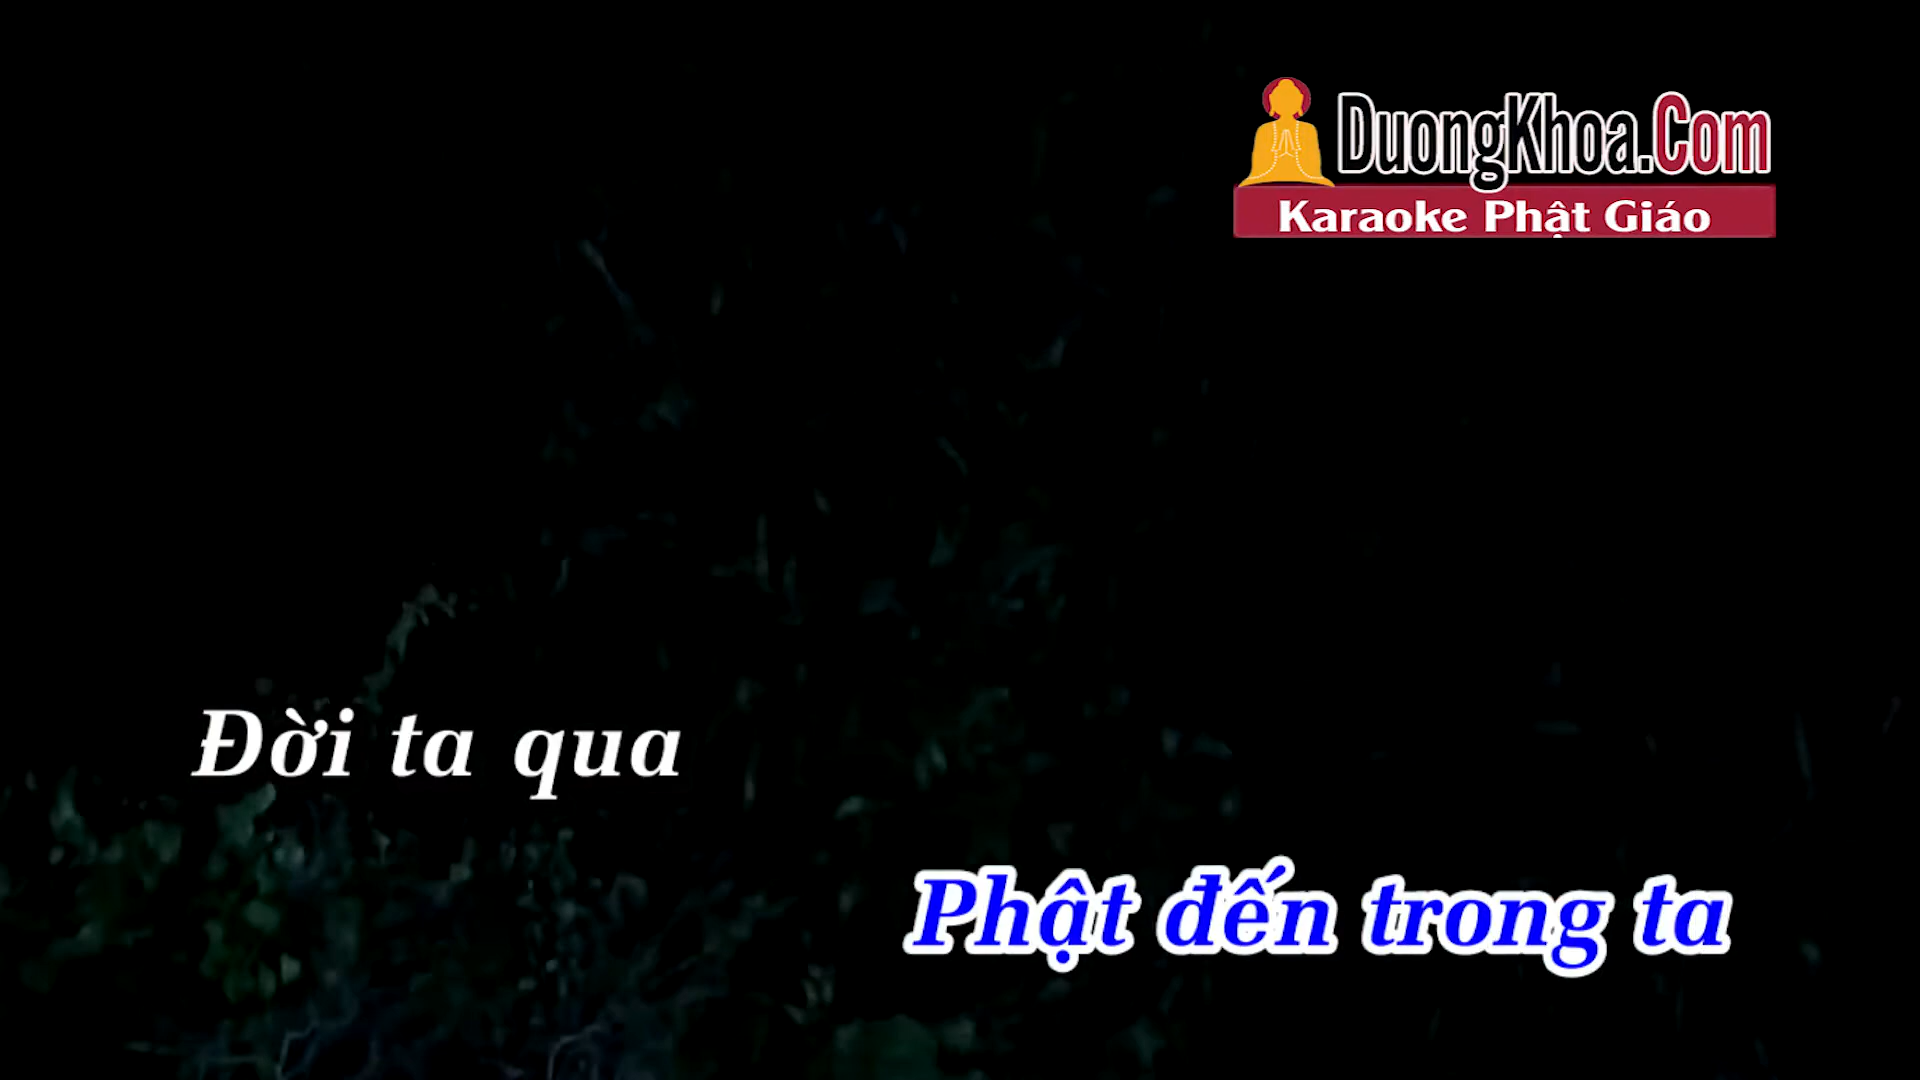 DuongKhoa.Com
Karaoke Phật Giáo
Đời ta qua
Phật đến trong ta